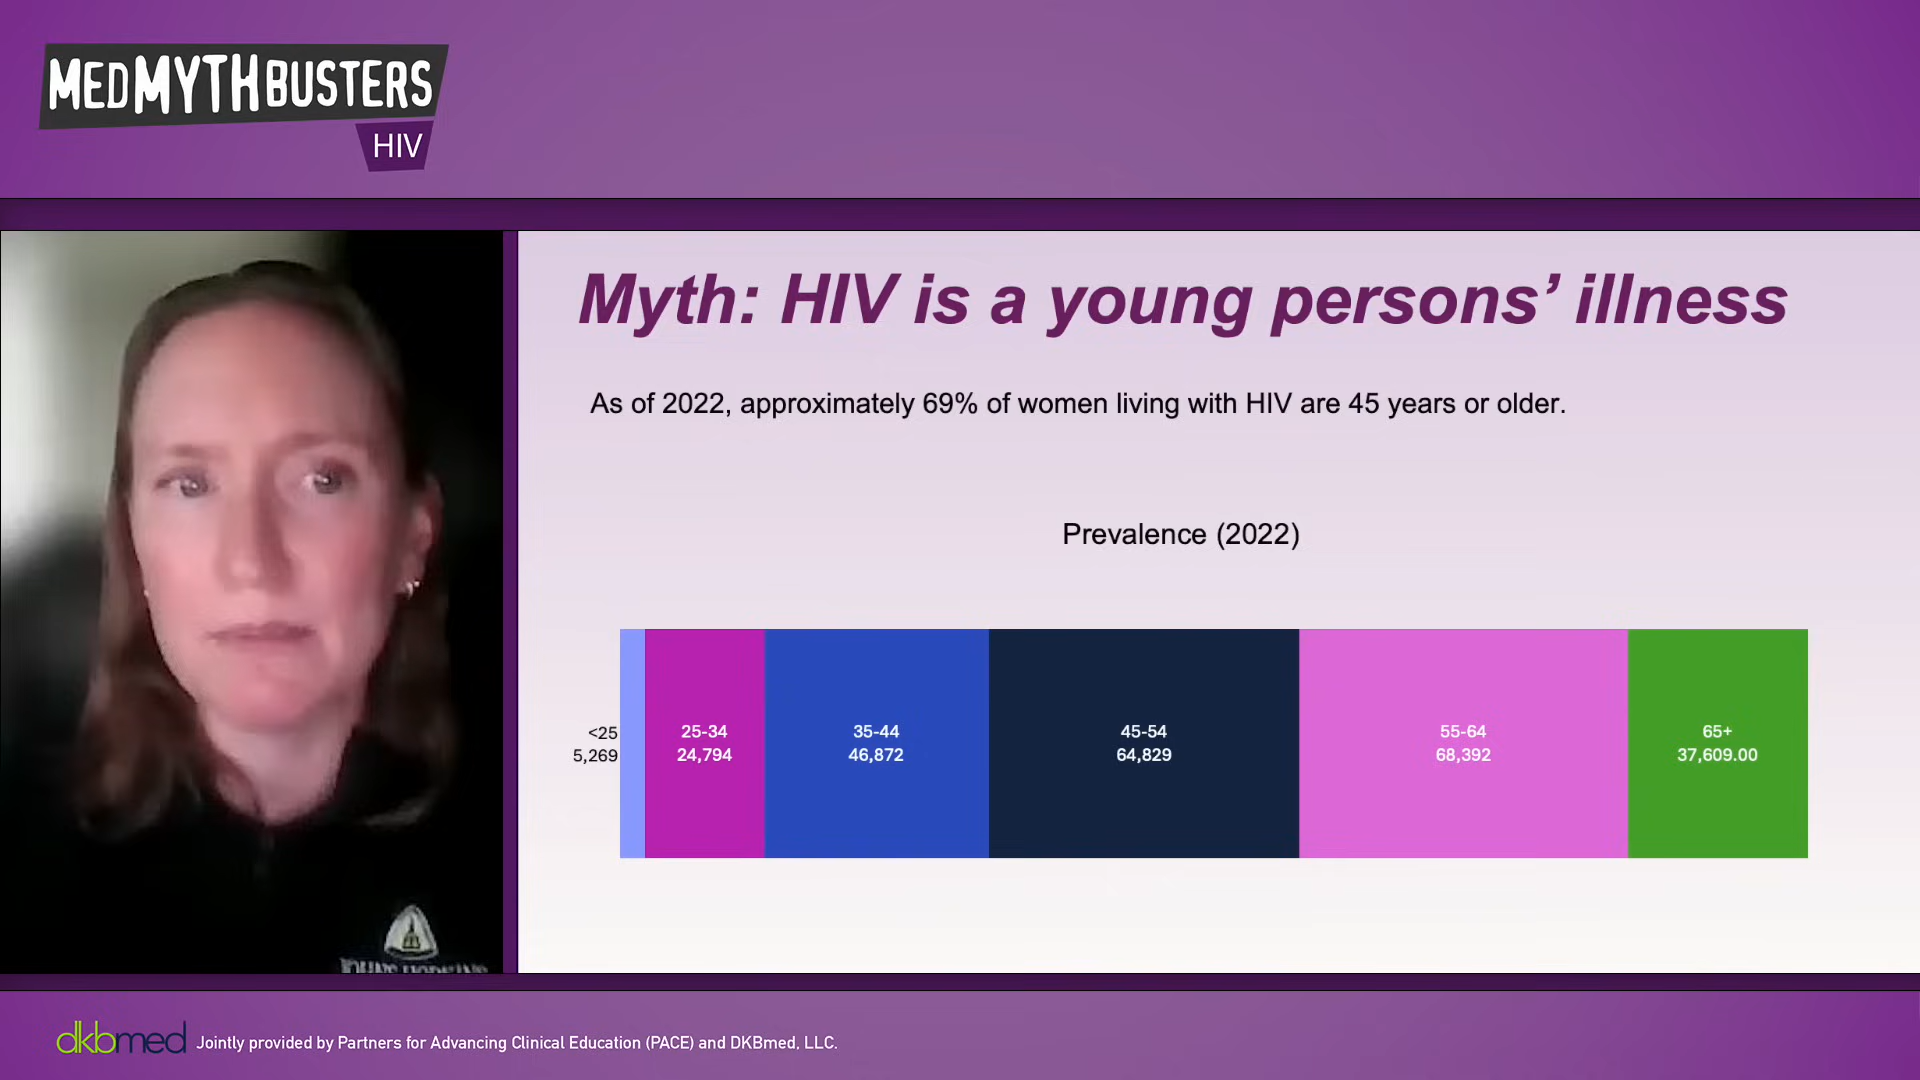 MEDMYTHBUSTERS
HIV
Myth: HIV is a young persons’ illness
As of 2022, approximately 69% of women living with HIV are 45 years or older.
Prevalence (2022)
<25
5,269
25-34
24,794
35-44
46,872
45-54
64,829
55-64
68,392
65+
37,609.00
JOHNS HOPKINS
dkbmed Jointly provided by Partners for Advancing Clinical Education (PACE) and DKBmed, LLC.